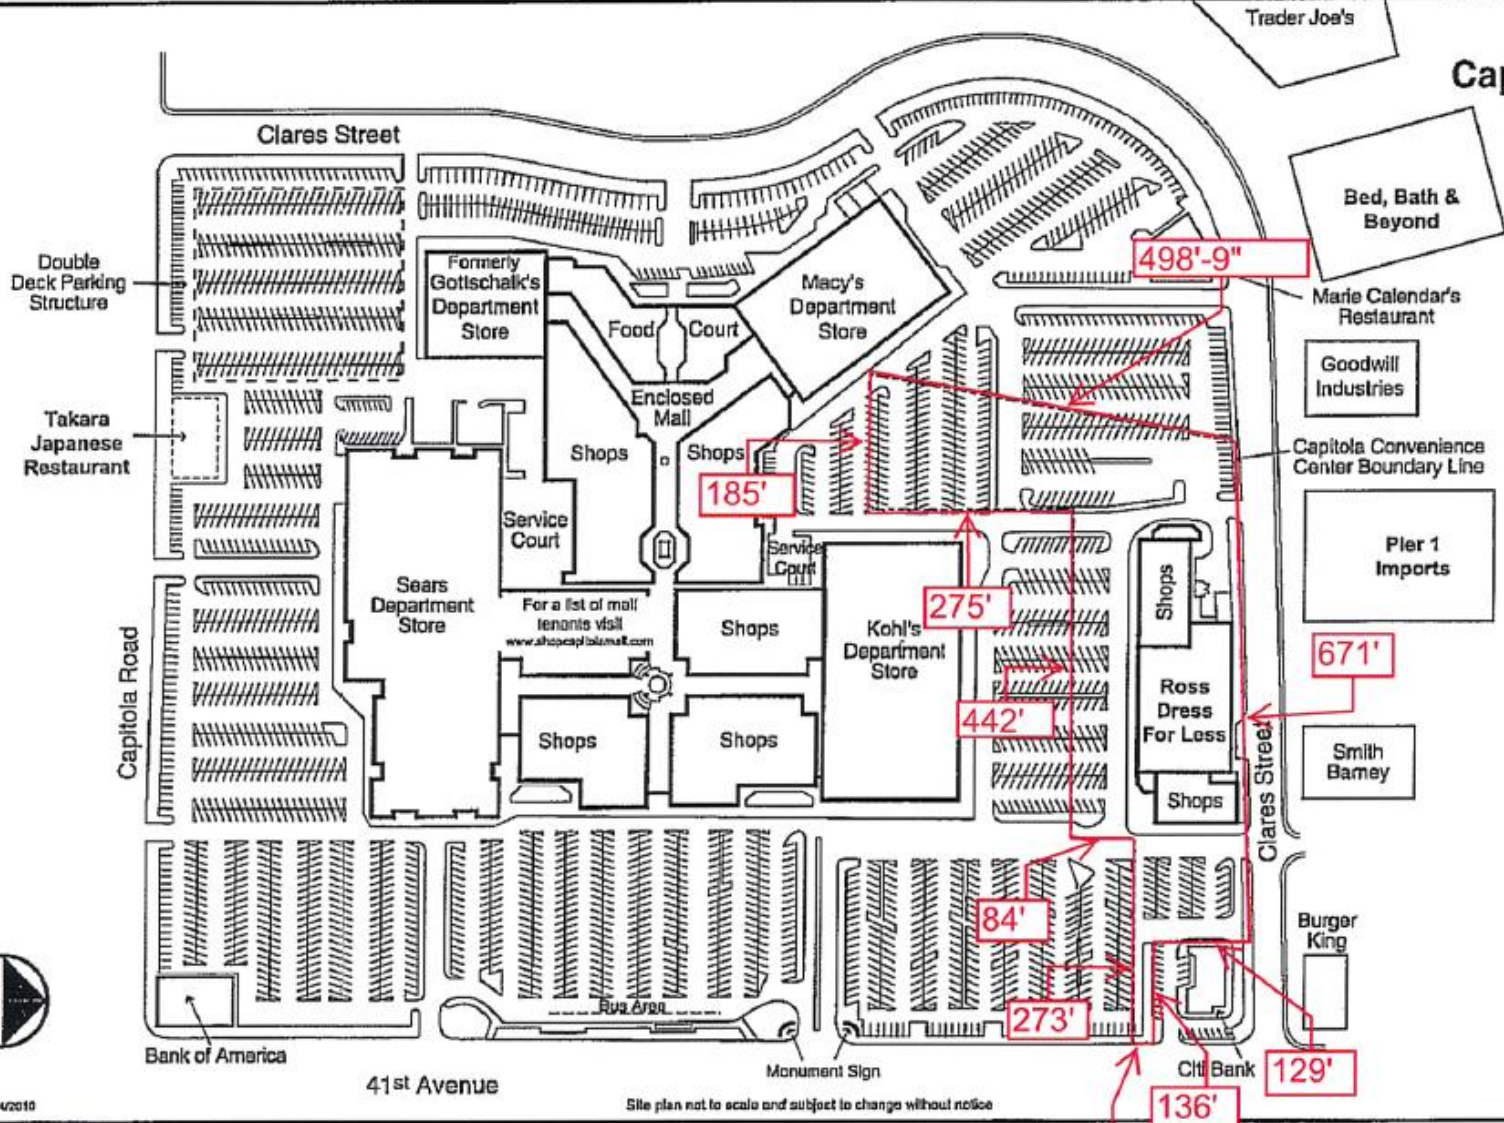 Trader Joe's
Cap
Clares Street
Bed, Bath &
Beyond
498'-9"
Double
Deck Parking
Structure
Formerly
Gottschalk's
Department
Store
Macy's
Department
Store
Marie Calendar's
Restaurant
Food Court
Goodwill
Industries
Enclosed
Mall
Takara
Japanese
Restaurant
Shops
Shops
Capitola Convenience
Center Boundary Line
185'
Service
Court
Service
Court
Pier 1
Imports
Shops
Sears
Department
Store
For a list of mall
tenants visit
www.shopcapitolamall.com
275'
Shops
Kohl's
Department
Store
671'
Capitola Road
442'
Ross
Dress
For Less
Shops
Shops
Clares Street
Smith
Barney
Shops
84'
Burger
King
273'
Bus Area
Bank of America
Monument Sign
Citi Bank
129'
41st Avenue
136'
4/2010
Site plan not to scale and subject to change without notice